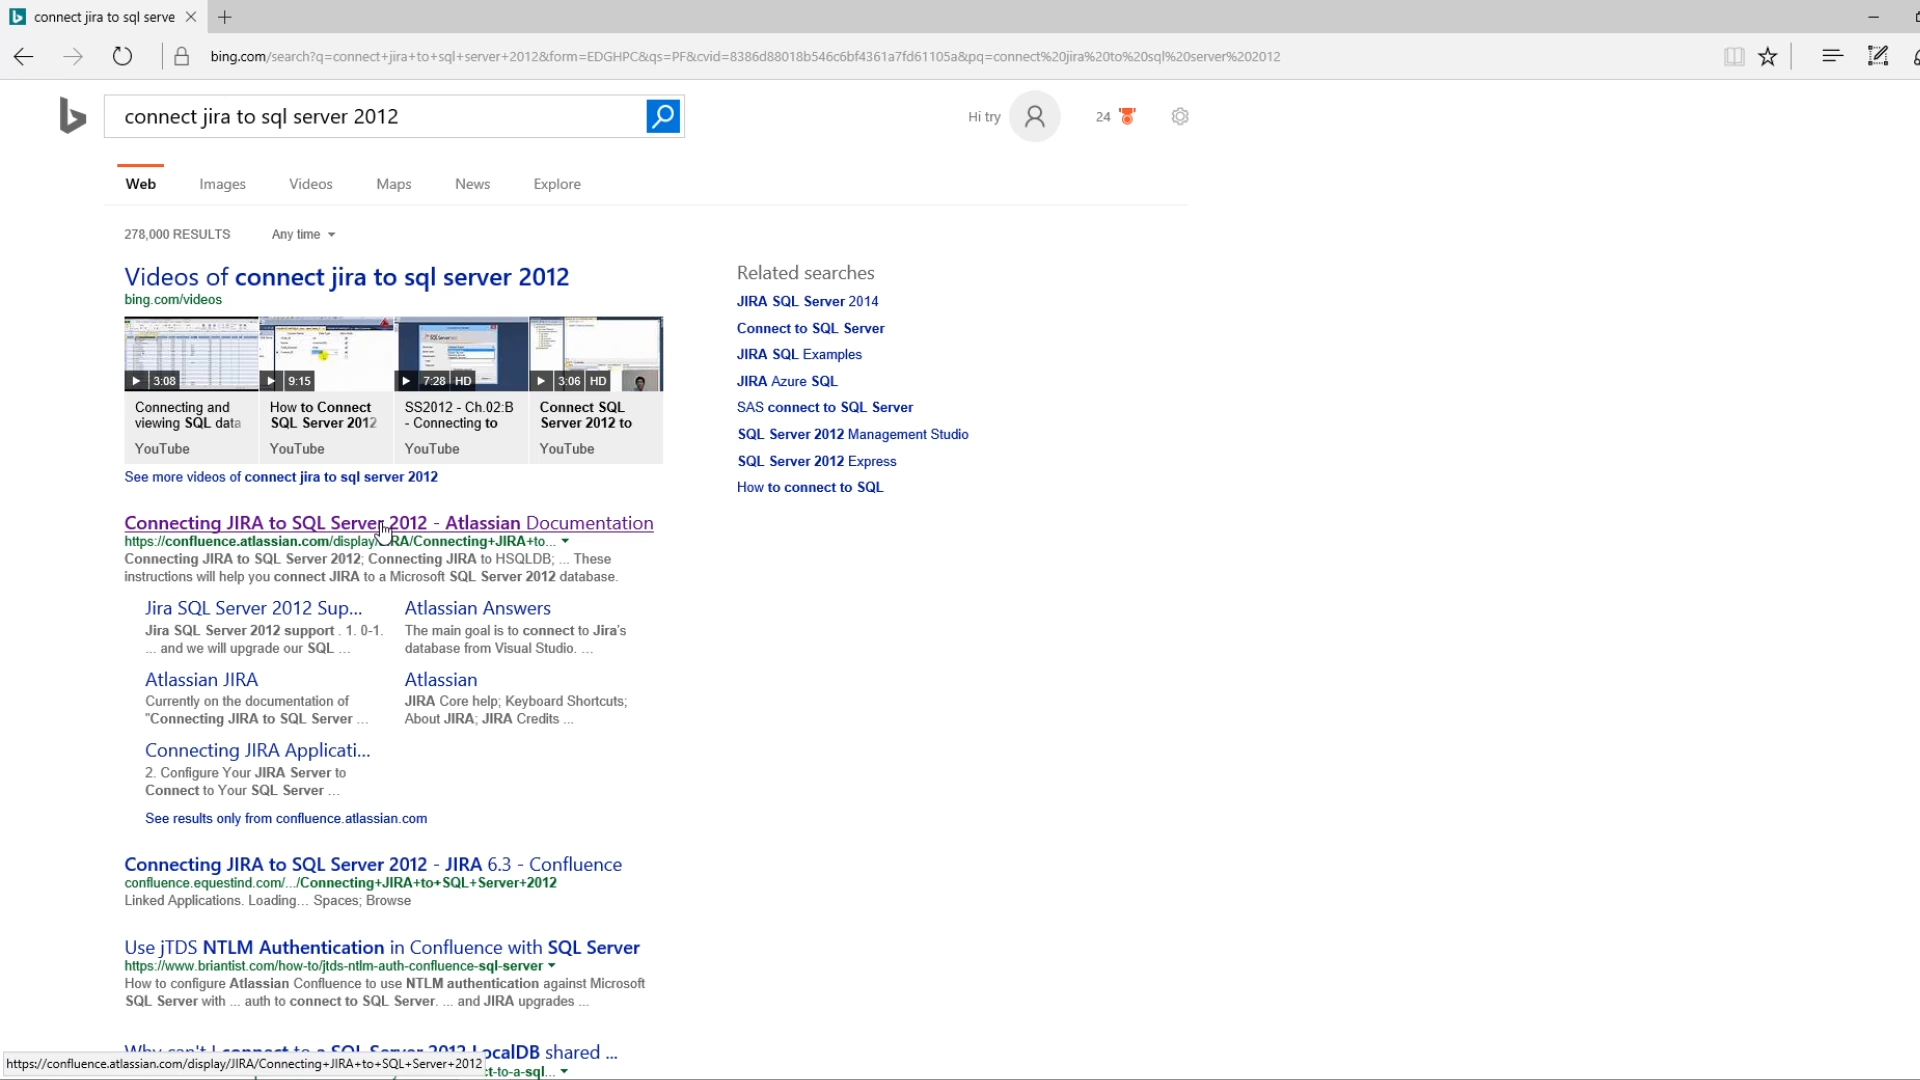 connect jira to sql serve
bing.com/search?q=connect+jira+to+sql+server+2012&form=EDGHPC&qs=PF&cvid=8386d88018b546c6bf4361a7fd61105a&pq=connect%20jira%20to%20sql%20server%202012
connect jira to sql server 2012
Hi try
24
Web Images Videos Maps News Explore
278,000 RESULTS Any time
Videos of connect jira to sql server 2012
bing.com/videos
3:08 9:15 7:28 HD 3:06 HD
Connecting and How to Connect SS2012 - Ch.02:B Connect SQL
viewing SQL data SQL Server 2012 - Connecting to Server 2012 to
YouTube YouTube YouTube YouTube
See more videos of connect jira to sql server 2012
Connecting JIRA to SQL Server 2012 - Atlassian Documentation
https://confluence.atlassian.com/display/JIRA/Connecting+JIRA+to...
Connecting JIRA to SQL Server 2012; Connecting JIRA to HSQLDB; ... These
instructions will help you connect JIRA to a Microsoft SQL Server 2012 database.
Jira SQL Server 2012 Sup...
Jira SQL Server 2012 support . 1. 0-1.
... and we will upgrade our SQL ...
Atlassian Answers
The main goal is to connect to Jira's
database from Visual Studio. ...
Atlassian JIRA
Currently on the documentation of
"Connecting JIRA to SQL Server ...
Atlassian
JIRA Core help; Keyboard Shortcuts;
About JIRA; JIRA Credits ...
Connecting JIRA Applicati...
2. Configure Your JIRA Server to
Connect to Your SQL Server ...
See results only from confluence.atlassian.com
Connecting JIRA to SQL Server 2012 - JIRA 6.3 - Confluence
confluence.equestind.com/.../Connecting+JIRA+to+SQL+Server+2012
Linked Applications. Loading... Spaces; Browse
Use jTDS NTLM Authentication in Confluence with SQL Server
https://www.briantist.com/how-to/jtds-ntlm-auth-confluence-sql-server
How to configure Atlassian Confluence to use NTLM authentication against Microsoft
SQL Server with ... auth to connect to SQL Server. ... and JIRA upgrades ...
Why can't I connect to a SQL Server 2012 LocalDB shared ...
ct-to-a-sql...
https://confluence.atlassian.com/display/JIRA/Connecting+JIRA+to+SQL+Server+2012
Related searches
JIRA SQL Server 2014
Connect to SQL Server
JIRA SQL Examples
JIRA Azure SQL
SAS connect to SQL Server
SQL Server 2012 Management Studio
SQL Server 2012 Express
How to connect to SQL